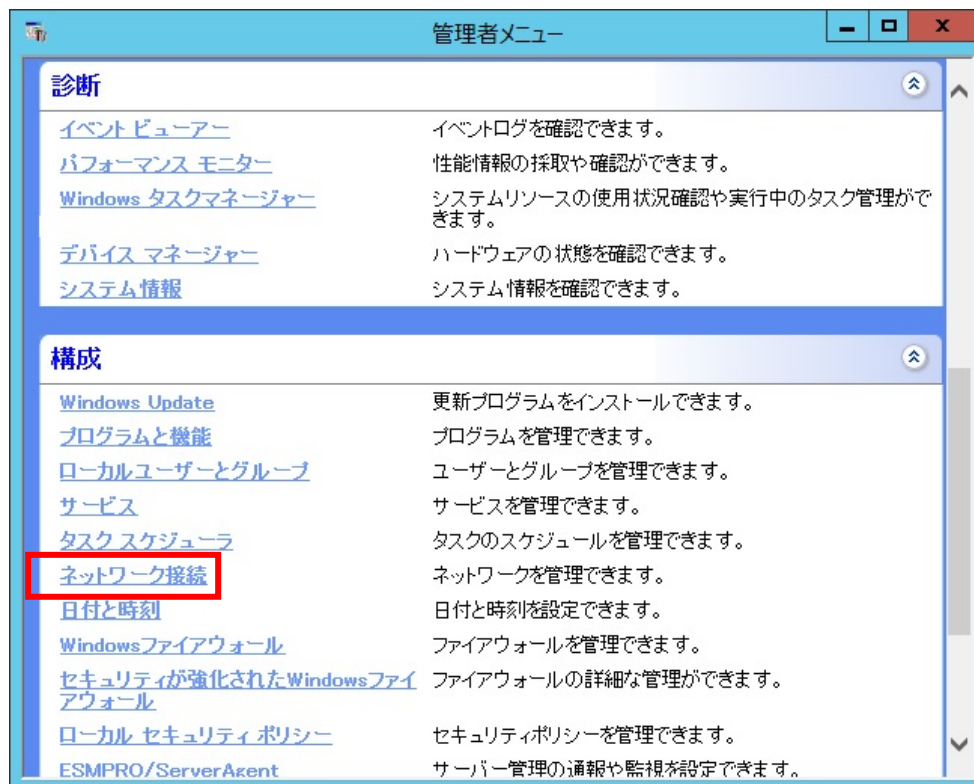 管理者メニュー
診断
イベント ビューアー
イベントログを確認できます。
パフォーマンス モニター
性能情報の採取や確認ができます。
Windows タスクマネージャー
システムリソースの使用状況確認や実行中のタスク管理がで
きます。
デバイス マネージャー
ハードウェアの状態を確認できます。
システム情報
システム情報を確認できます。
構成
Windows Update
更新プログラムをインストールできます。
プログラムと機能
プログラムを管理できます。
ローカルユーザーとグループ
ユーザーとグループを管理できます。
サービス
サービスを管理できます。
タスク スケジューラ
タスクのスケジュールを管理できます。
ネットワーク接続
ネットワークを管理できます。
日付と時刻
日付と時刻を設定できます。
Windowsファイアウォール
ファイアウォールを管理できます。
セキュリティが強化されたWindowsファイ
アウォール
ファイアウォールの詳細な管理ができます。
ローカル セキュリティ ポリシー
セキュリティポリシーを管理できます。
ESMPRO/ServerAgent
サーバー管理の通報や監視を設定できます。